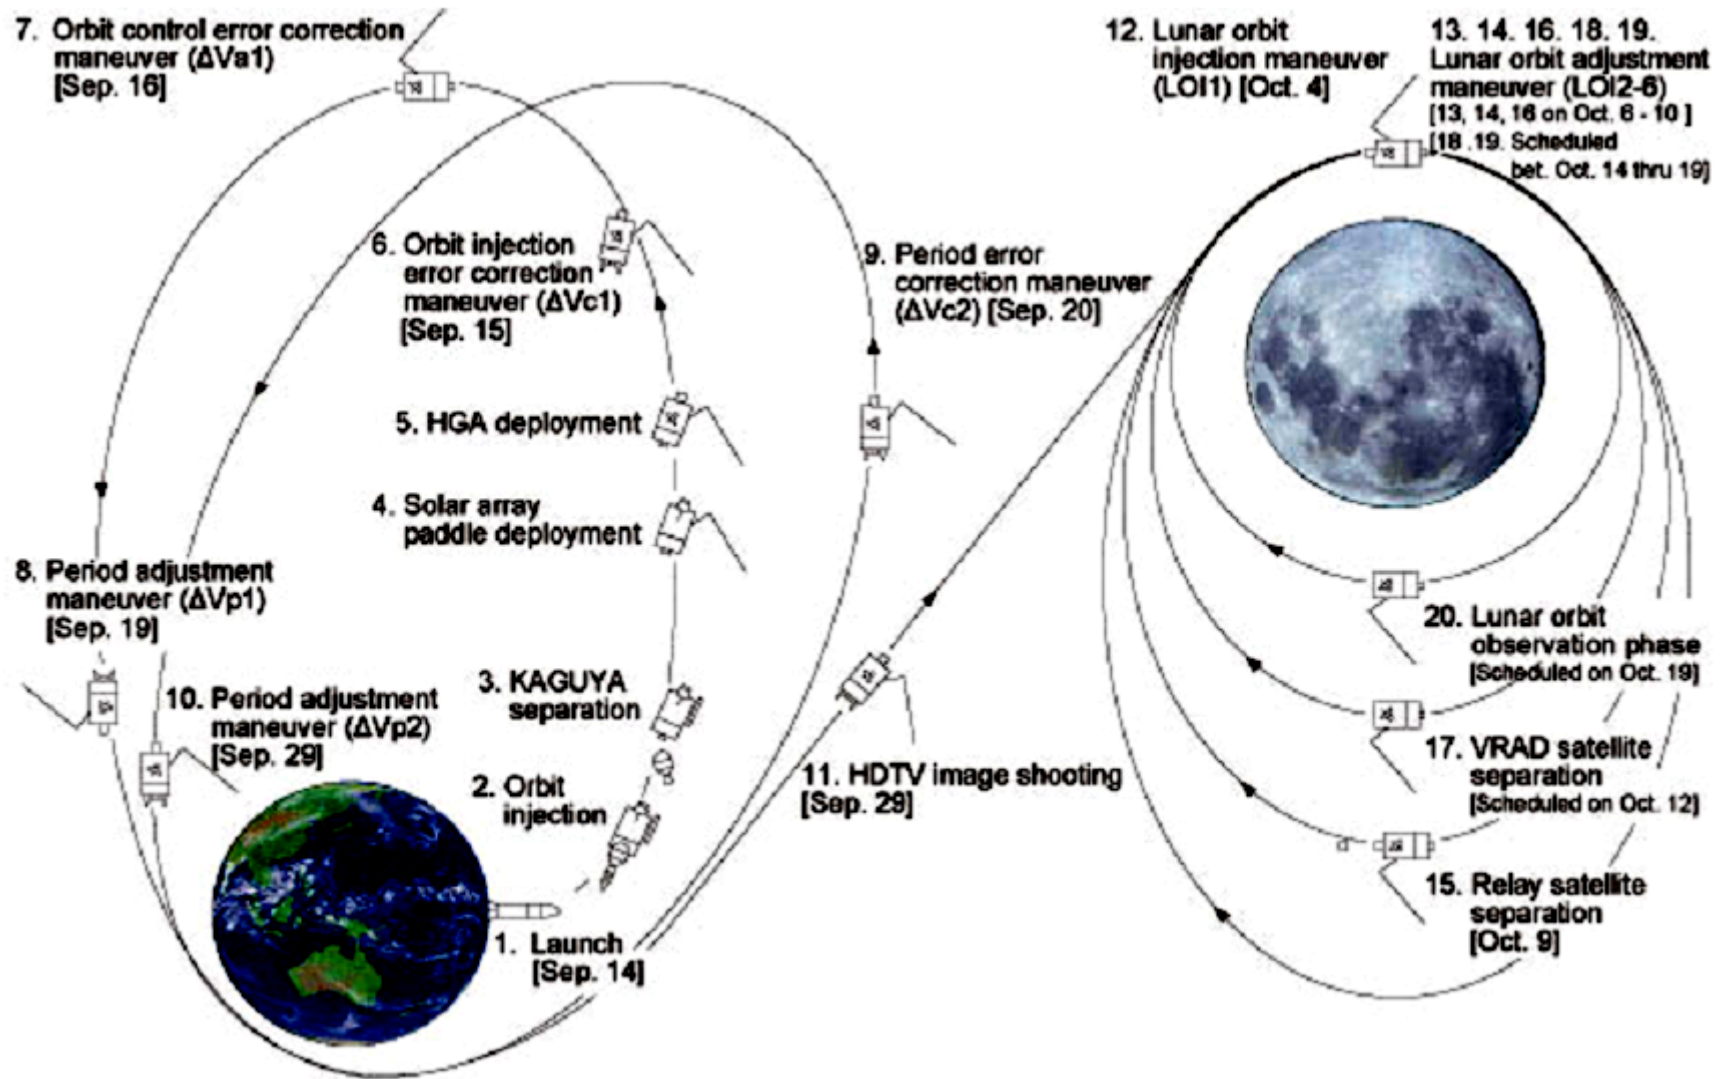 7. Orbit control error correction
maneuver (ΔVa1)
[Sep. 16]
6. Orbit injection
error correction
maneuver (ΔVc1)
[Sep. 15]
5. HGA deployment
4. Solar array
paddle deployment
8. Period adjustment
maneuver (ΔVp1)
[Sep. 19]
10. Period adjustment
maneuver (ΔVp2)
[Sep. 29]
3. KAGUYA
separation
2. Orbit
injection
1. Launch
[Sep. 14]
9. Period error
correction maneuver
(ΔVc2) [Sep. 20]
11. HDTV image shooting
[Sep. 29]
12. Lunar orbit
injection maneuver
(LOI1) [Oct. 4]
13. 14. 16. 18. 19.
Lunar orbit adjustment
maneuver (LOI2-6)
[13, 14, 16 on Oct. 6 - 10 ]
[18 .19. Scheduled
bet. Oct. 14 thru 19]
20. Lunar orbit
observation phase
[Scheduled on Oct. 19]
17. VRAD satellite
separation
[Scheduled on Oct. 12]
15. Relay satellite
separation
[Oct. 9]